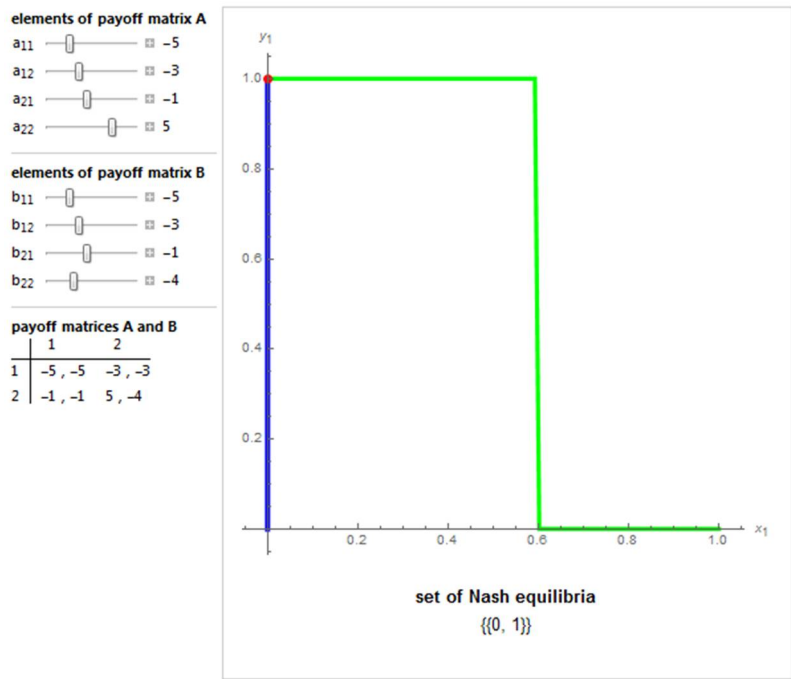 elements of payoff matrix A
a11 −5
a12 −3
a21 −1
a22 5
elements of payoff matrix B
b11 −5
b12 −3
b21 −1
b22 −4
payoff matrices A and B
1 2
1 −5 , −5 −3 , −3
2 −1 , −1 5 , −4
y1
1.0
0.8
0.6
0.4
0.2
0.2 0.4 0.6 0.8 1.0
x1
set of Nash equilibria
{{0, 1}}